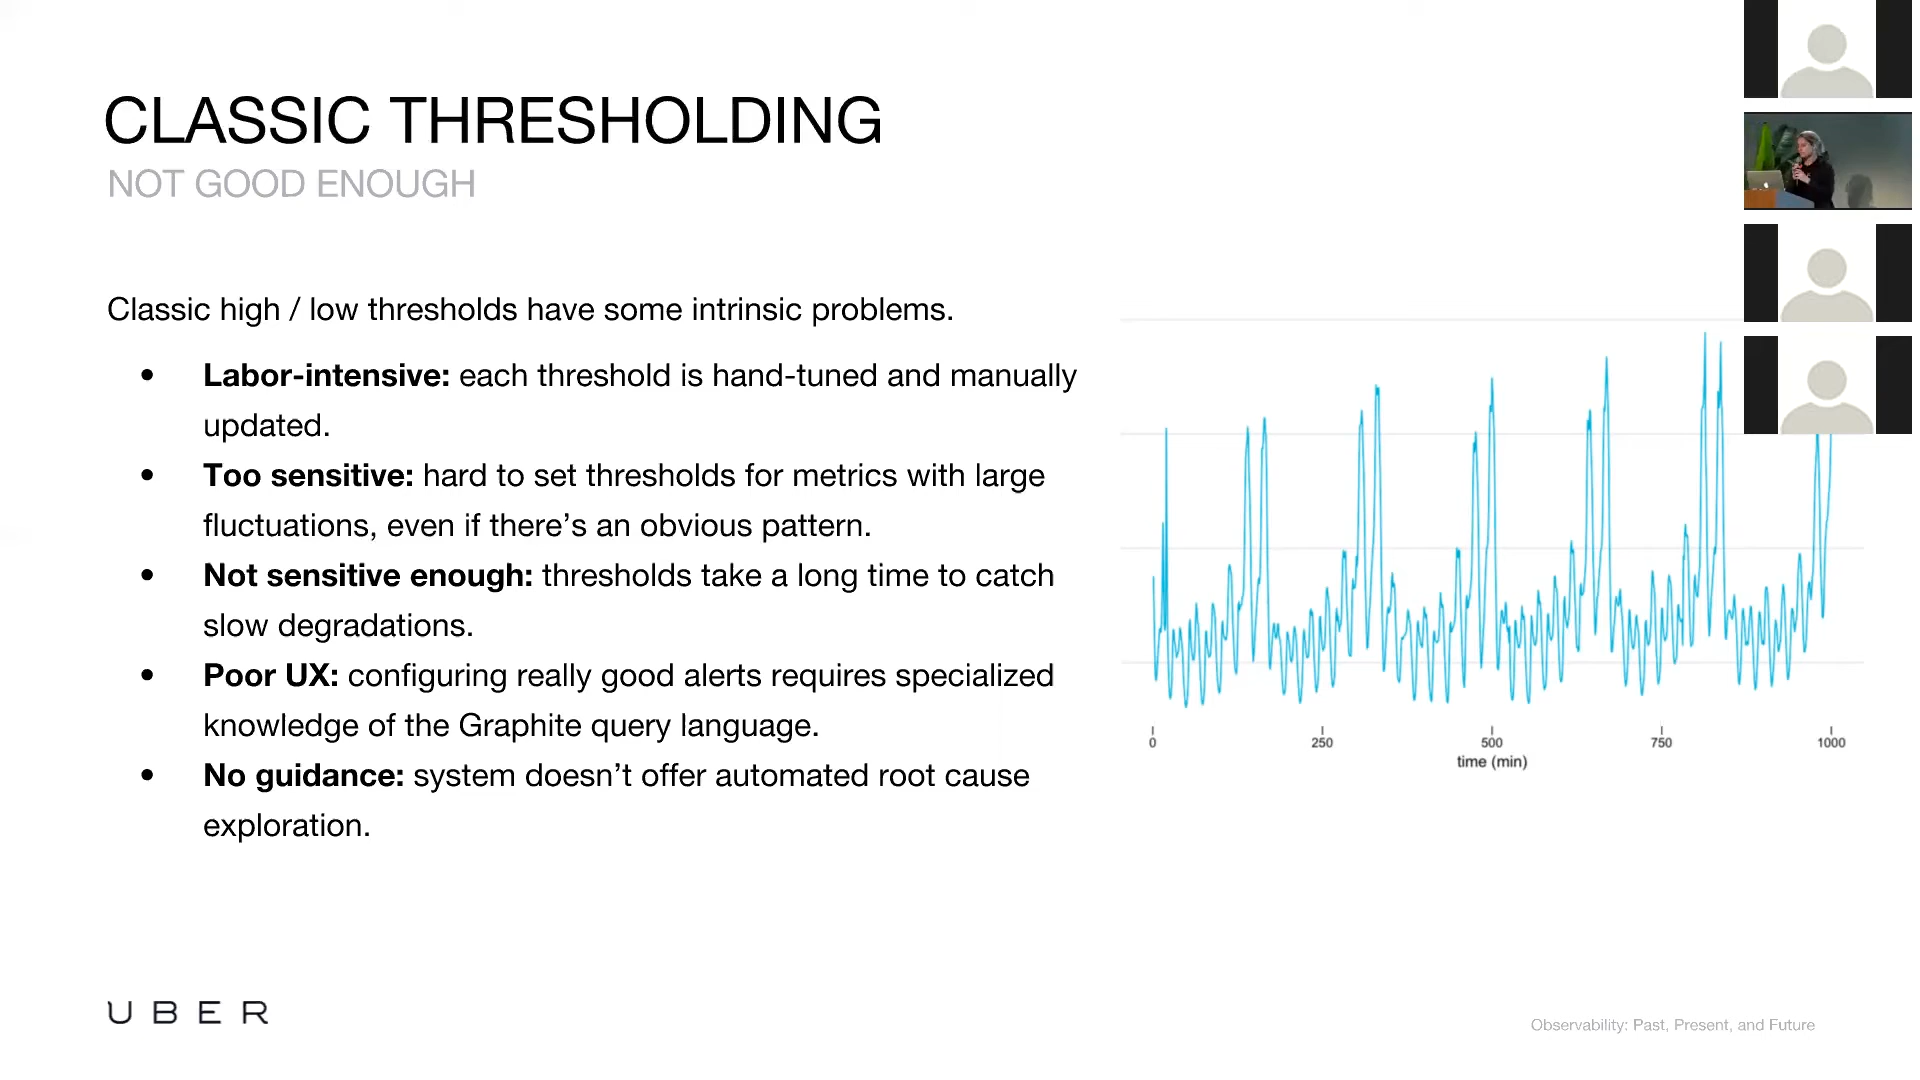 CLASSIC THRESHOLDING
NOT GOOD ENOUGH
Classic high / low thresholds have some intrinsic problems.
• Labor-intensive: each threshold is hand-tuned and manually
updated.
• Too sensitive: hard to set thresholds for metrics with large
fluctuations, even if there’s an obvious pattern.
• Not sensitive enough: thresholds take a long time to catch
slow degradations.
• Poor UX: configuring really good alerts requires specialized
knowledge of the Graphite query language.
• No guidance: system doesn’t offer automated root cause
exploration.
0 250 500 750 1000
time (min)
UBER
Observability: Past, Present, and Future